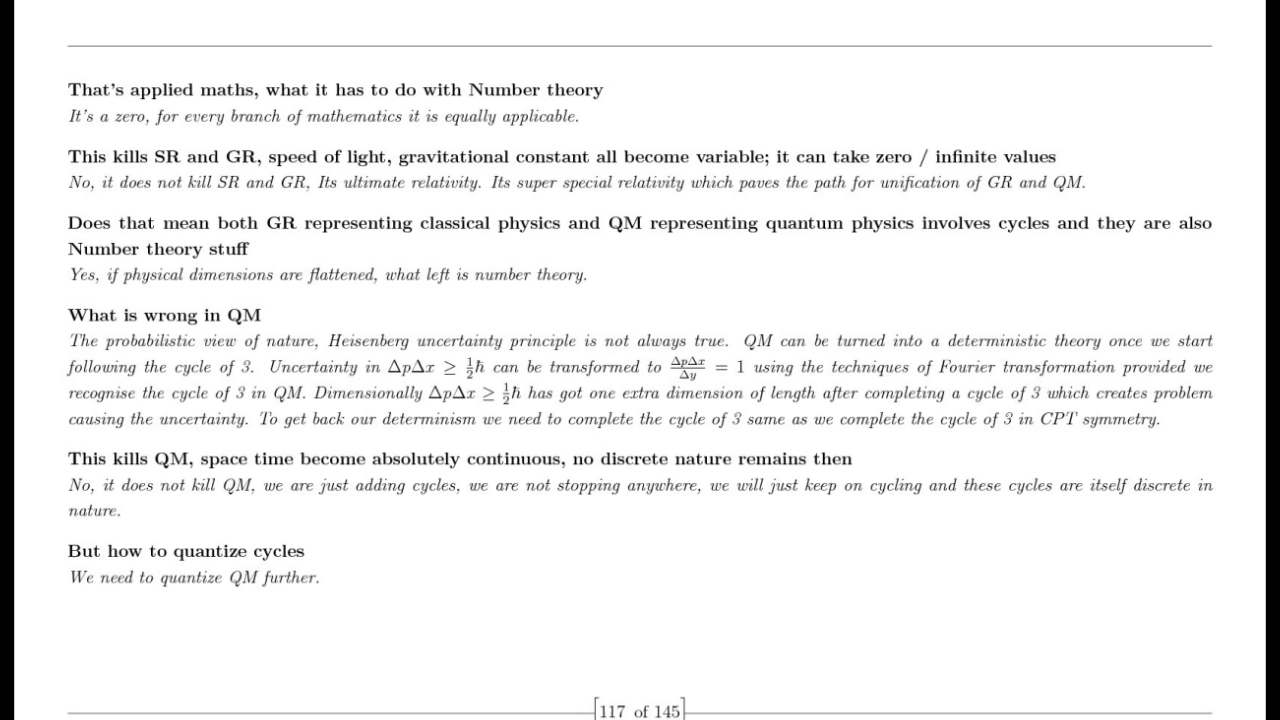 That's applied maths, what it has to do with Number theory
It's a zero, for every branch of mathematics it is equally applicable.
This kills SR and GR, speed of light, gravitational constant all become variable; it can take zero / infinite values
No, it does not kill SR and GR, Its ultimate relativity. Its super special relativity which paves the path for unification of GR and QM.
Does that mean both GR representing classical physics and QM representing quantum physics involves cycles and they are also
Number theory stuff
Yes, if physical dimensions are flattened, what left is number theory.
What is wrong in QM
The probabilistic view of nature, Heisenberg uncertainty principle is not always true. QM can be turned into a deterministic theory once we start
following the cycle of 3. Uncertainty in ΔpΔx ≥ ½ħ can be transformed to ΔpΔx/Δy = 1 using the techniques of Fourier transformation provided we
recognise the cycle of 3 in QM. Dimensionally ΔpΔx ≥ ½ħ has got one extra dimension of length after completing a cycle of 3 which creates problem
causing the uncertainty. To get back our determinism we need to complete the cycle of 3 same as we complete the cycle of 3 in CPT symmetry.
This kills QM, space time become absolutely continuous, no discrete nature remains then
No, it does not kill QM, we are just adding cycles, we are not stopping anywhere, we will just keep on cycling and these cycles are itself discrete in
nature.
But how to quantize cycles
We need to quantize QM further.
[117 of 145]